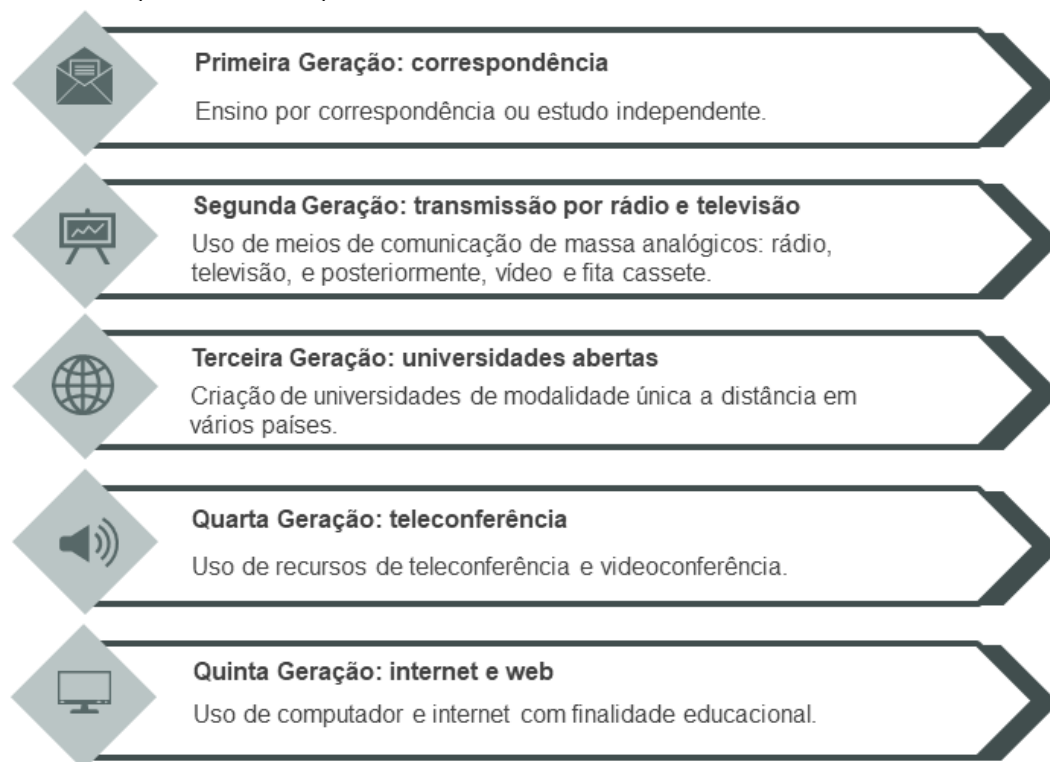 Primeira Geração: correspondência
Ensino por correspondência ou estudo independente.
Segunda Geração: transmissão por rádio e televisão
Uso de meios de comunicação de massa analógicos: rádio,
televisão, e posteriormente, vídeo e fita cassete.
Terceira Geração: universidades abertas
Criação de universidades de modalidade única a distância em
vários países.
Quarta Geração: teleconferência
Uso de recursos de teleconferência e videoconferência.
Quinta Geração: internet e web
Uso de computador e internet com finalidade educacional.